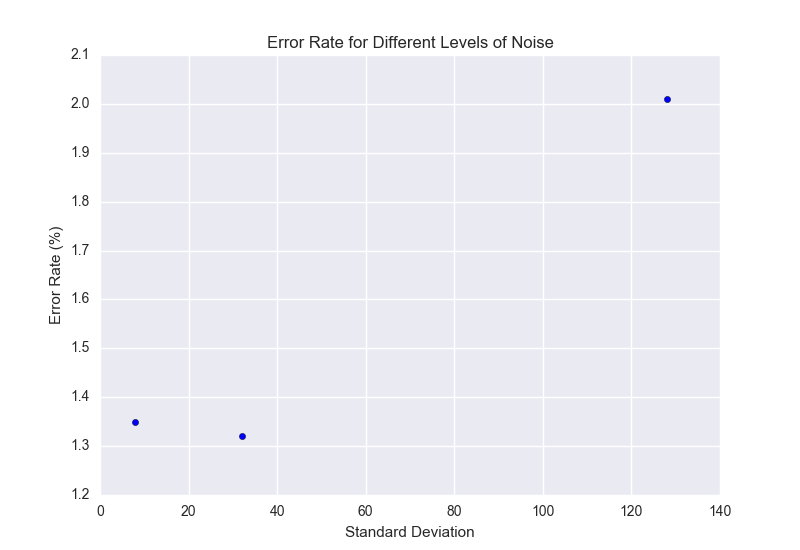 Error Rate for Different Levels of Noise
2.1
2.0
1.9
1.8
1.7
1.6
1.5
1.4
1.3
1.2
Error Rate (%)
0 20 40 60 80 100 120 140
Standard Deviation